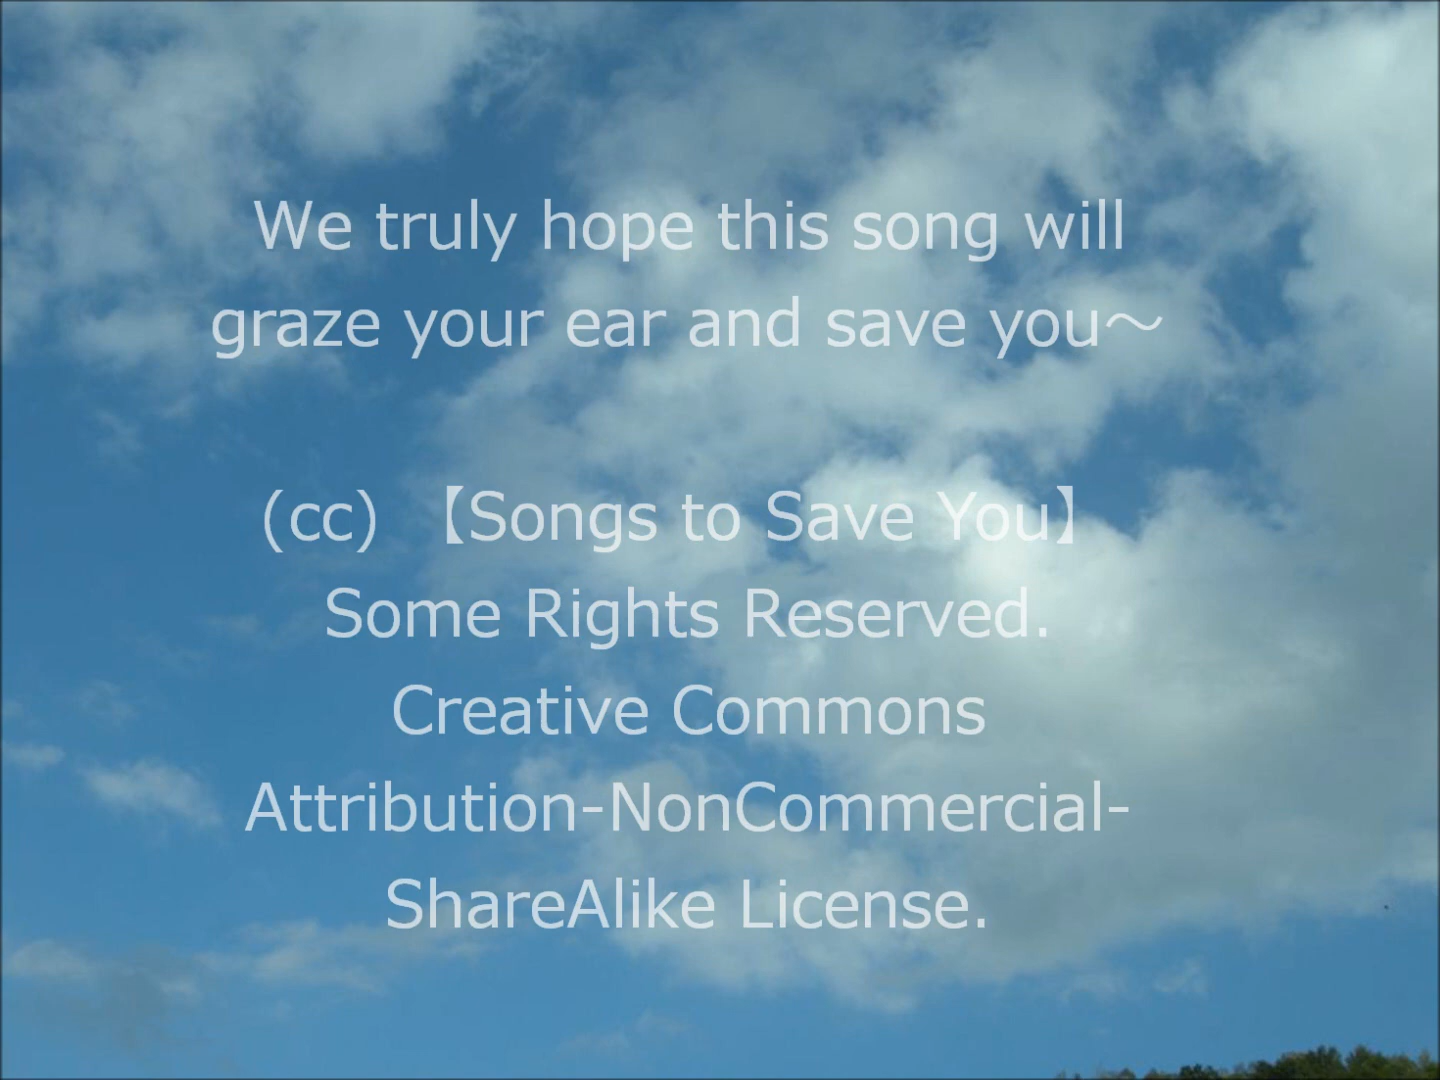 We truly hope this song will
graze your ear and save you～
(cc) 【Songs to Save You】
Some Rights Reserved.
Creative Commons
Attribution-NonCommercial-
ShareAlike License.